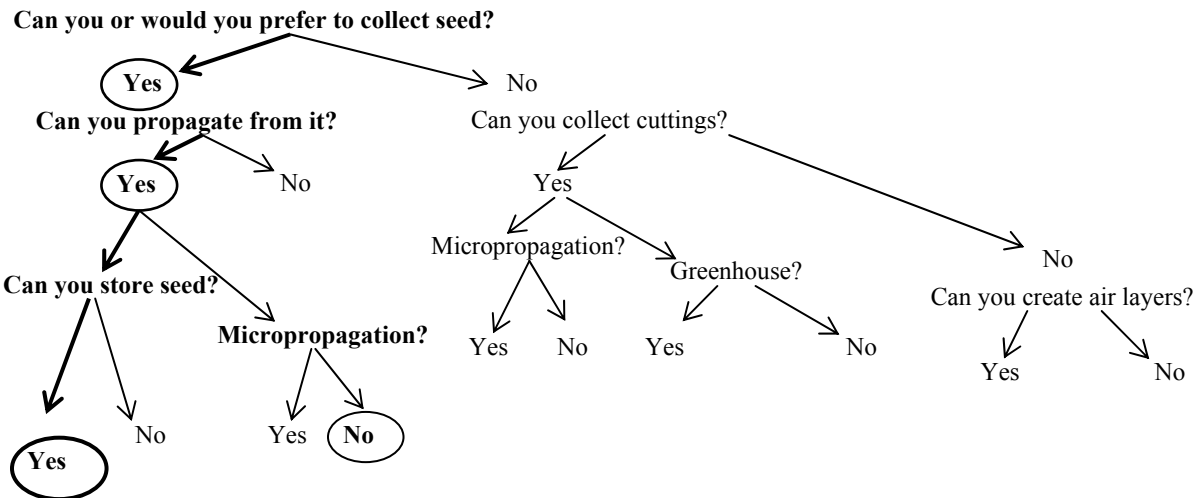 Can you or would you prefer to collect seed?
Yes
No
Can you propagate from it?
Can you collect cuttings?
Yes
No
Yes
Micropropagation?
Greenhouse?
No
Can you store seed?
Can you create air layers?
Micropropagation?
Yes
No
Yes
No
Yes
No
No
Yes
No
Yes